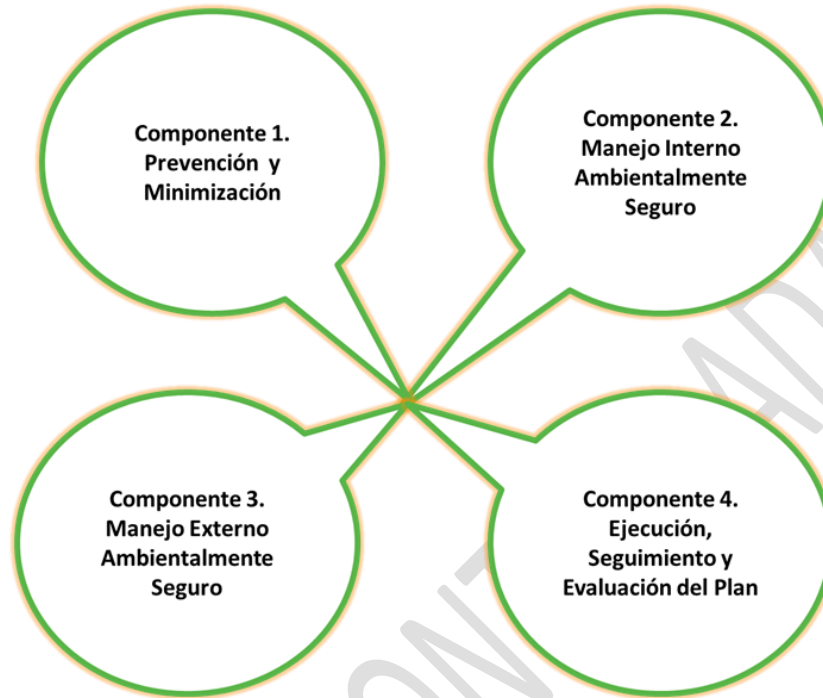 Componente 1.
Prevención y
Minimización
Componente 2.
Manejo Interno
Ambientalmente
Seguro
Componente 3.
Manejo Externo
Ambientalmente
Seguro
Componente 4.
Ejecución,
Seguimiento y
Evaluación del Plan